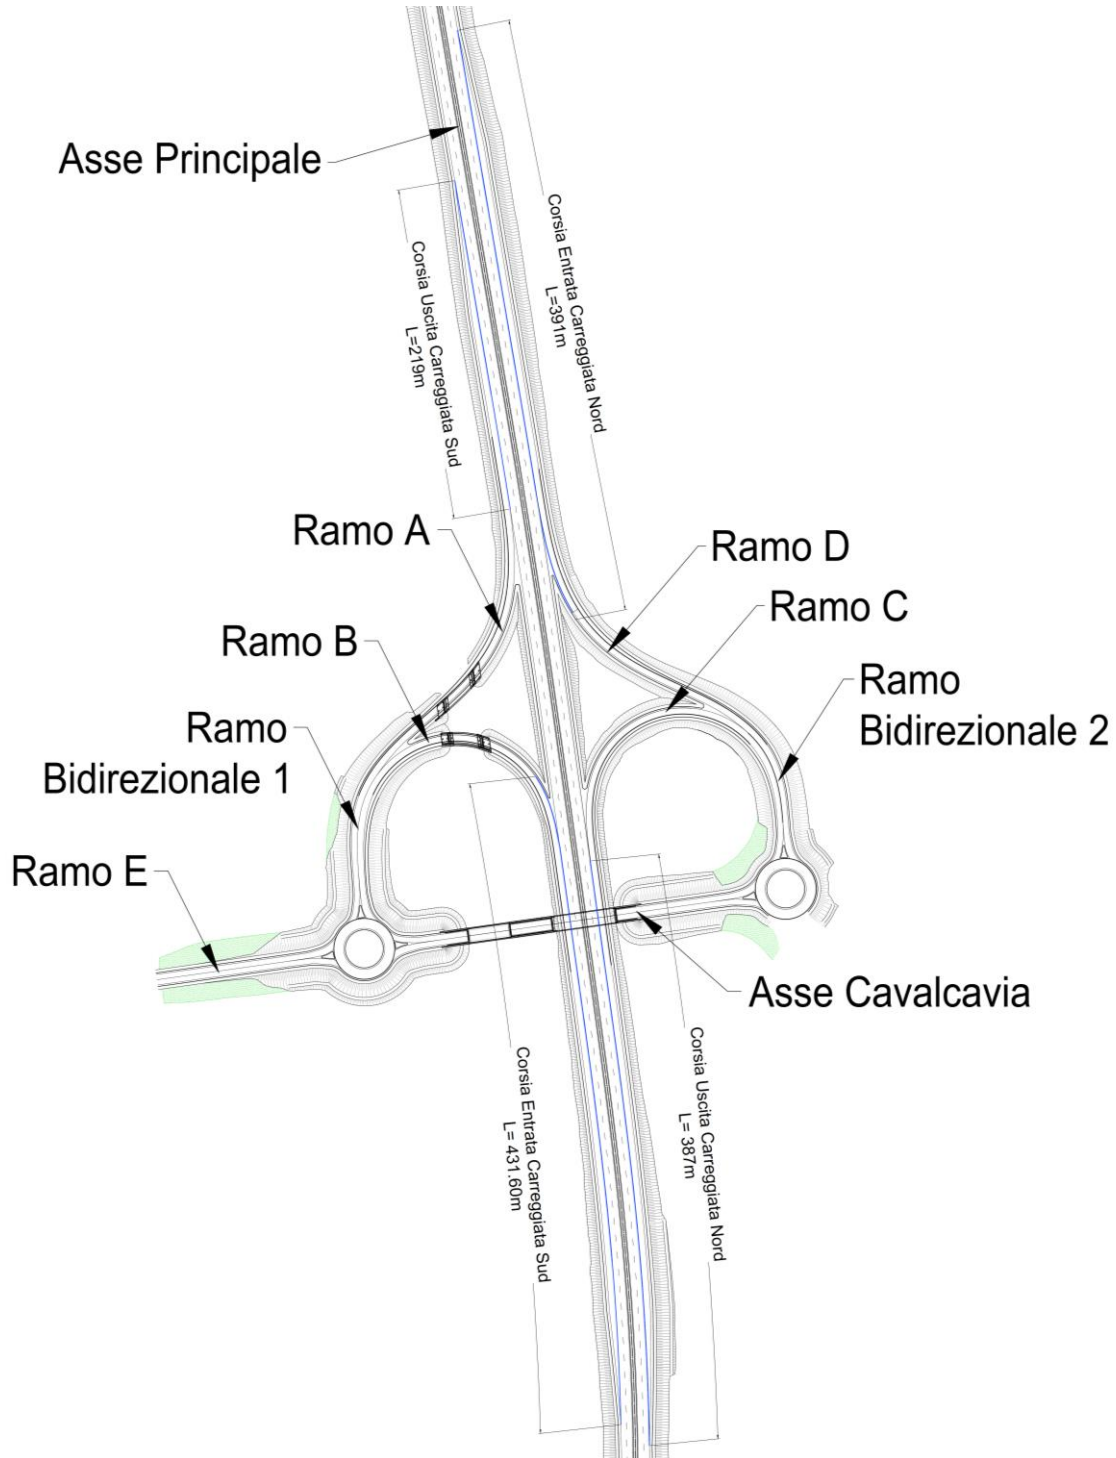 Asse Principale
Corsia Entrata Carreggiata Nord
L=391m
Corsia Uscita Carreggiata Sud
L=219m
Ramo A
Ramo D
Ramo C
Ramo B
Ramo
Bidirezionale 2
Ramo
Bidirezionale 1
Ramo E
Asse Cavalcavia
Corsia Entrata Carreggiata Sud
L= 431.60m
Corsia Uscita Carreggiata Nord
L= 387m